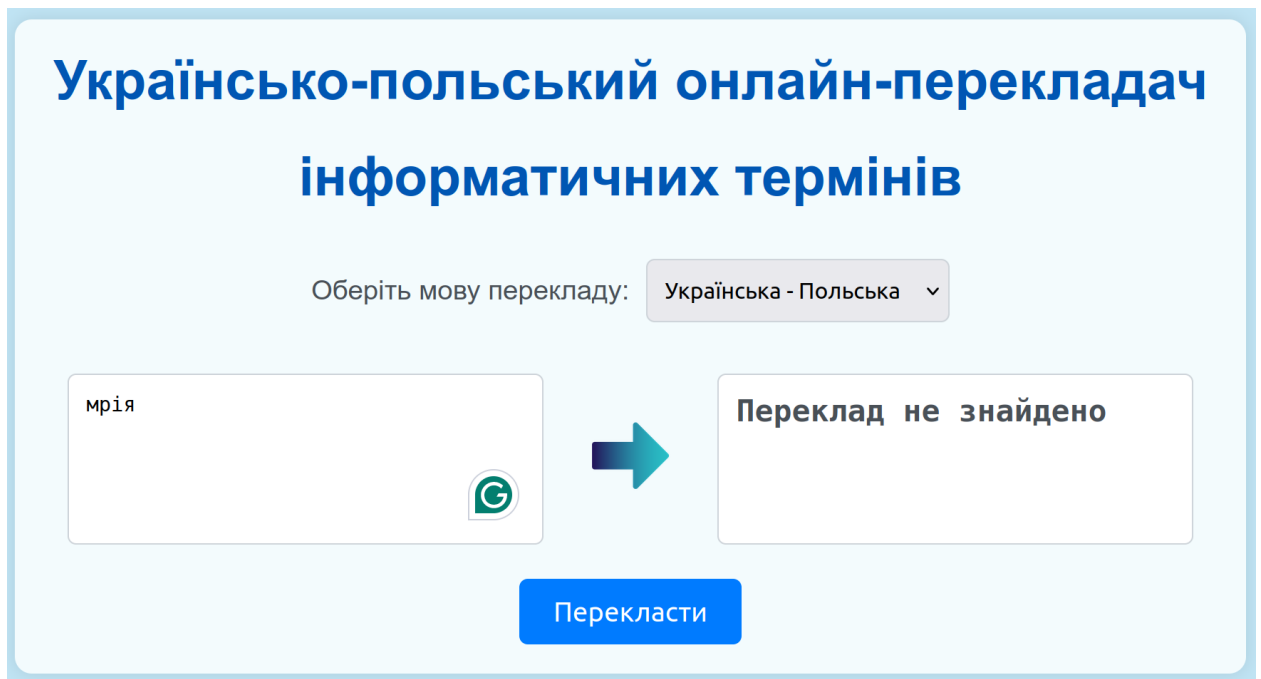 Українсько-польський онлайн-перекладач
інформатичних термінів
Оберіть мову перекладу: Українська - Польська
мрія
Переклад не знайдено
Перекласти